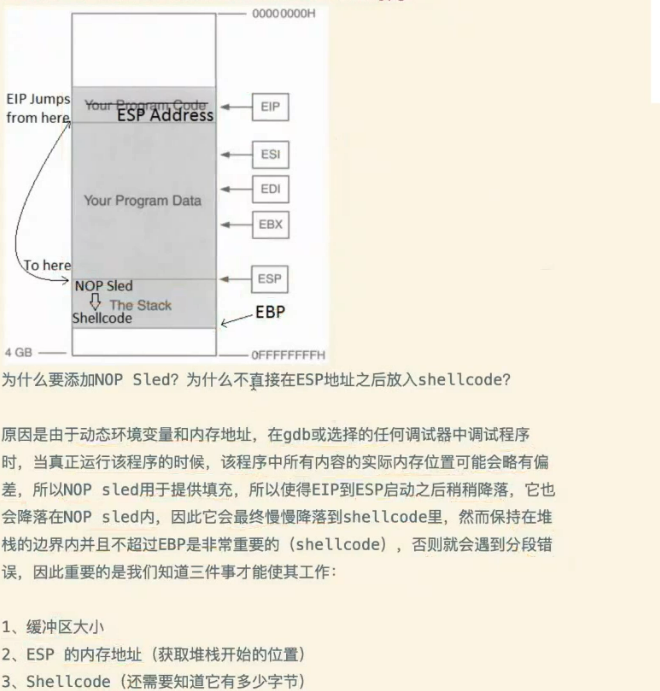 00000000H
EIP Jumps
from here
Your Program Code
ESP Address
EIP
ESI
EDI
EBX
Your Program Data
To here
ESP
NOP Sled
The Stack
Shellcode
EBP
4 GB
0FFFFFFFFH
为什么要添加NOP Sled？为什么不直接在ESP地址之后放入shellcode？
原因是由于动态环境变量和内存地址，在gdb或选择的任何调试器中调试程序
时，当真正运行该程序的时候，该程序中所有内容的实际内存位置可能会略有偏
差，所以NOP sled用于提供填充，所以使得EIP到ESP启动之后稍稍降落，它也
会降落在NOP sled内，因此它会最终慢慢降落到shellcode里，然而保持在堆
栈的边界内并且不超过EBP是非常重要的（shellcode），否则就会遇到分段错
误，因此重要的是我们知道三件事才能使其工作：
1、缓冲区大小
2、ESP 的内存地址（获取堆栈开始的位置）
3、Shellcode（还需要知道它有多少字节）